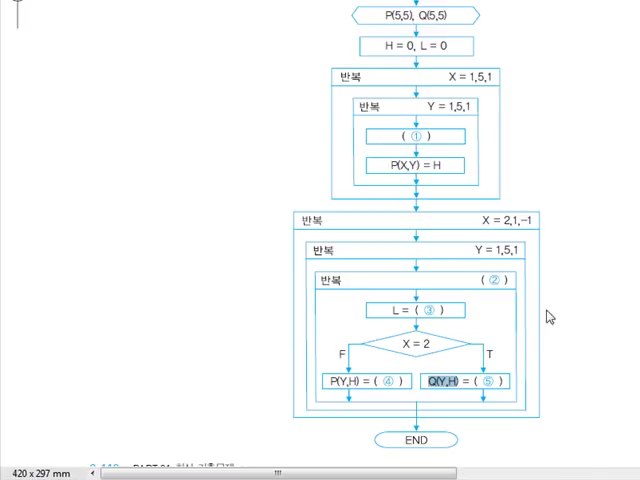 P(5,5), Q(5,5)
H = 0, L = 0
반복 X = 1,5,1
반복 Y = 1,5,1
( ① )
P(X,Y) = H
반복 X = 2,1,-1
반복 Y = 1,5,1
반복 ( ② )
L = ( ③ )
X = 2
F T
P(Y,H) = ( ④ ) Q(Y,H) = ( ⑤ )
END
420 x 297 mm